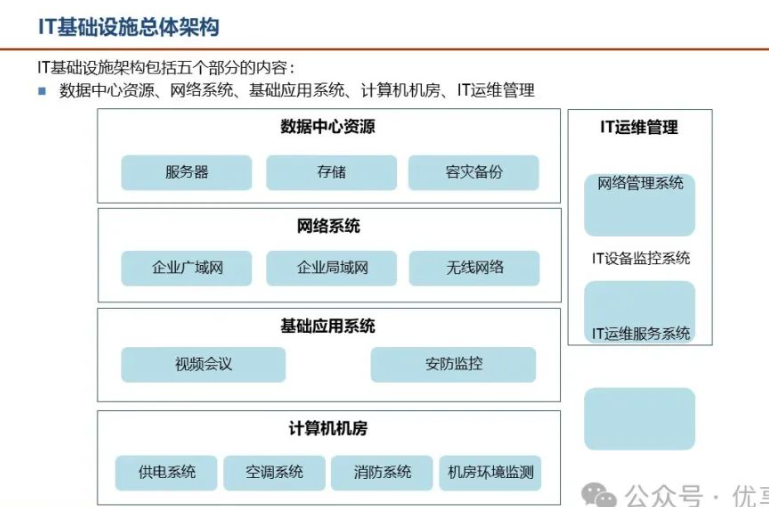 IT基础设施总体架构
IT基础设施架构包括五个部分的内容：
■ 数据中心资源、网络系统、基础应用系统、计算机机房、IT运维管理
数据中心资源
服务器
存储
容灾备份
网络系统
企业广域网
企业局域网
无线网络
基础应用系统
视频会议
安防监控
计算机机房
供电系统
空调系统
消防系统
机房环境监测
IT运维管理
网络管理系统
IT设备监控系统
IT运维服务系统
公众号·优享